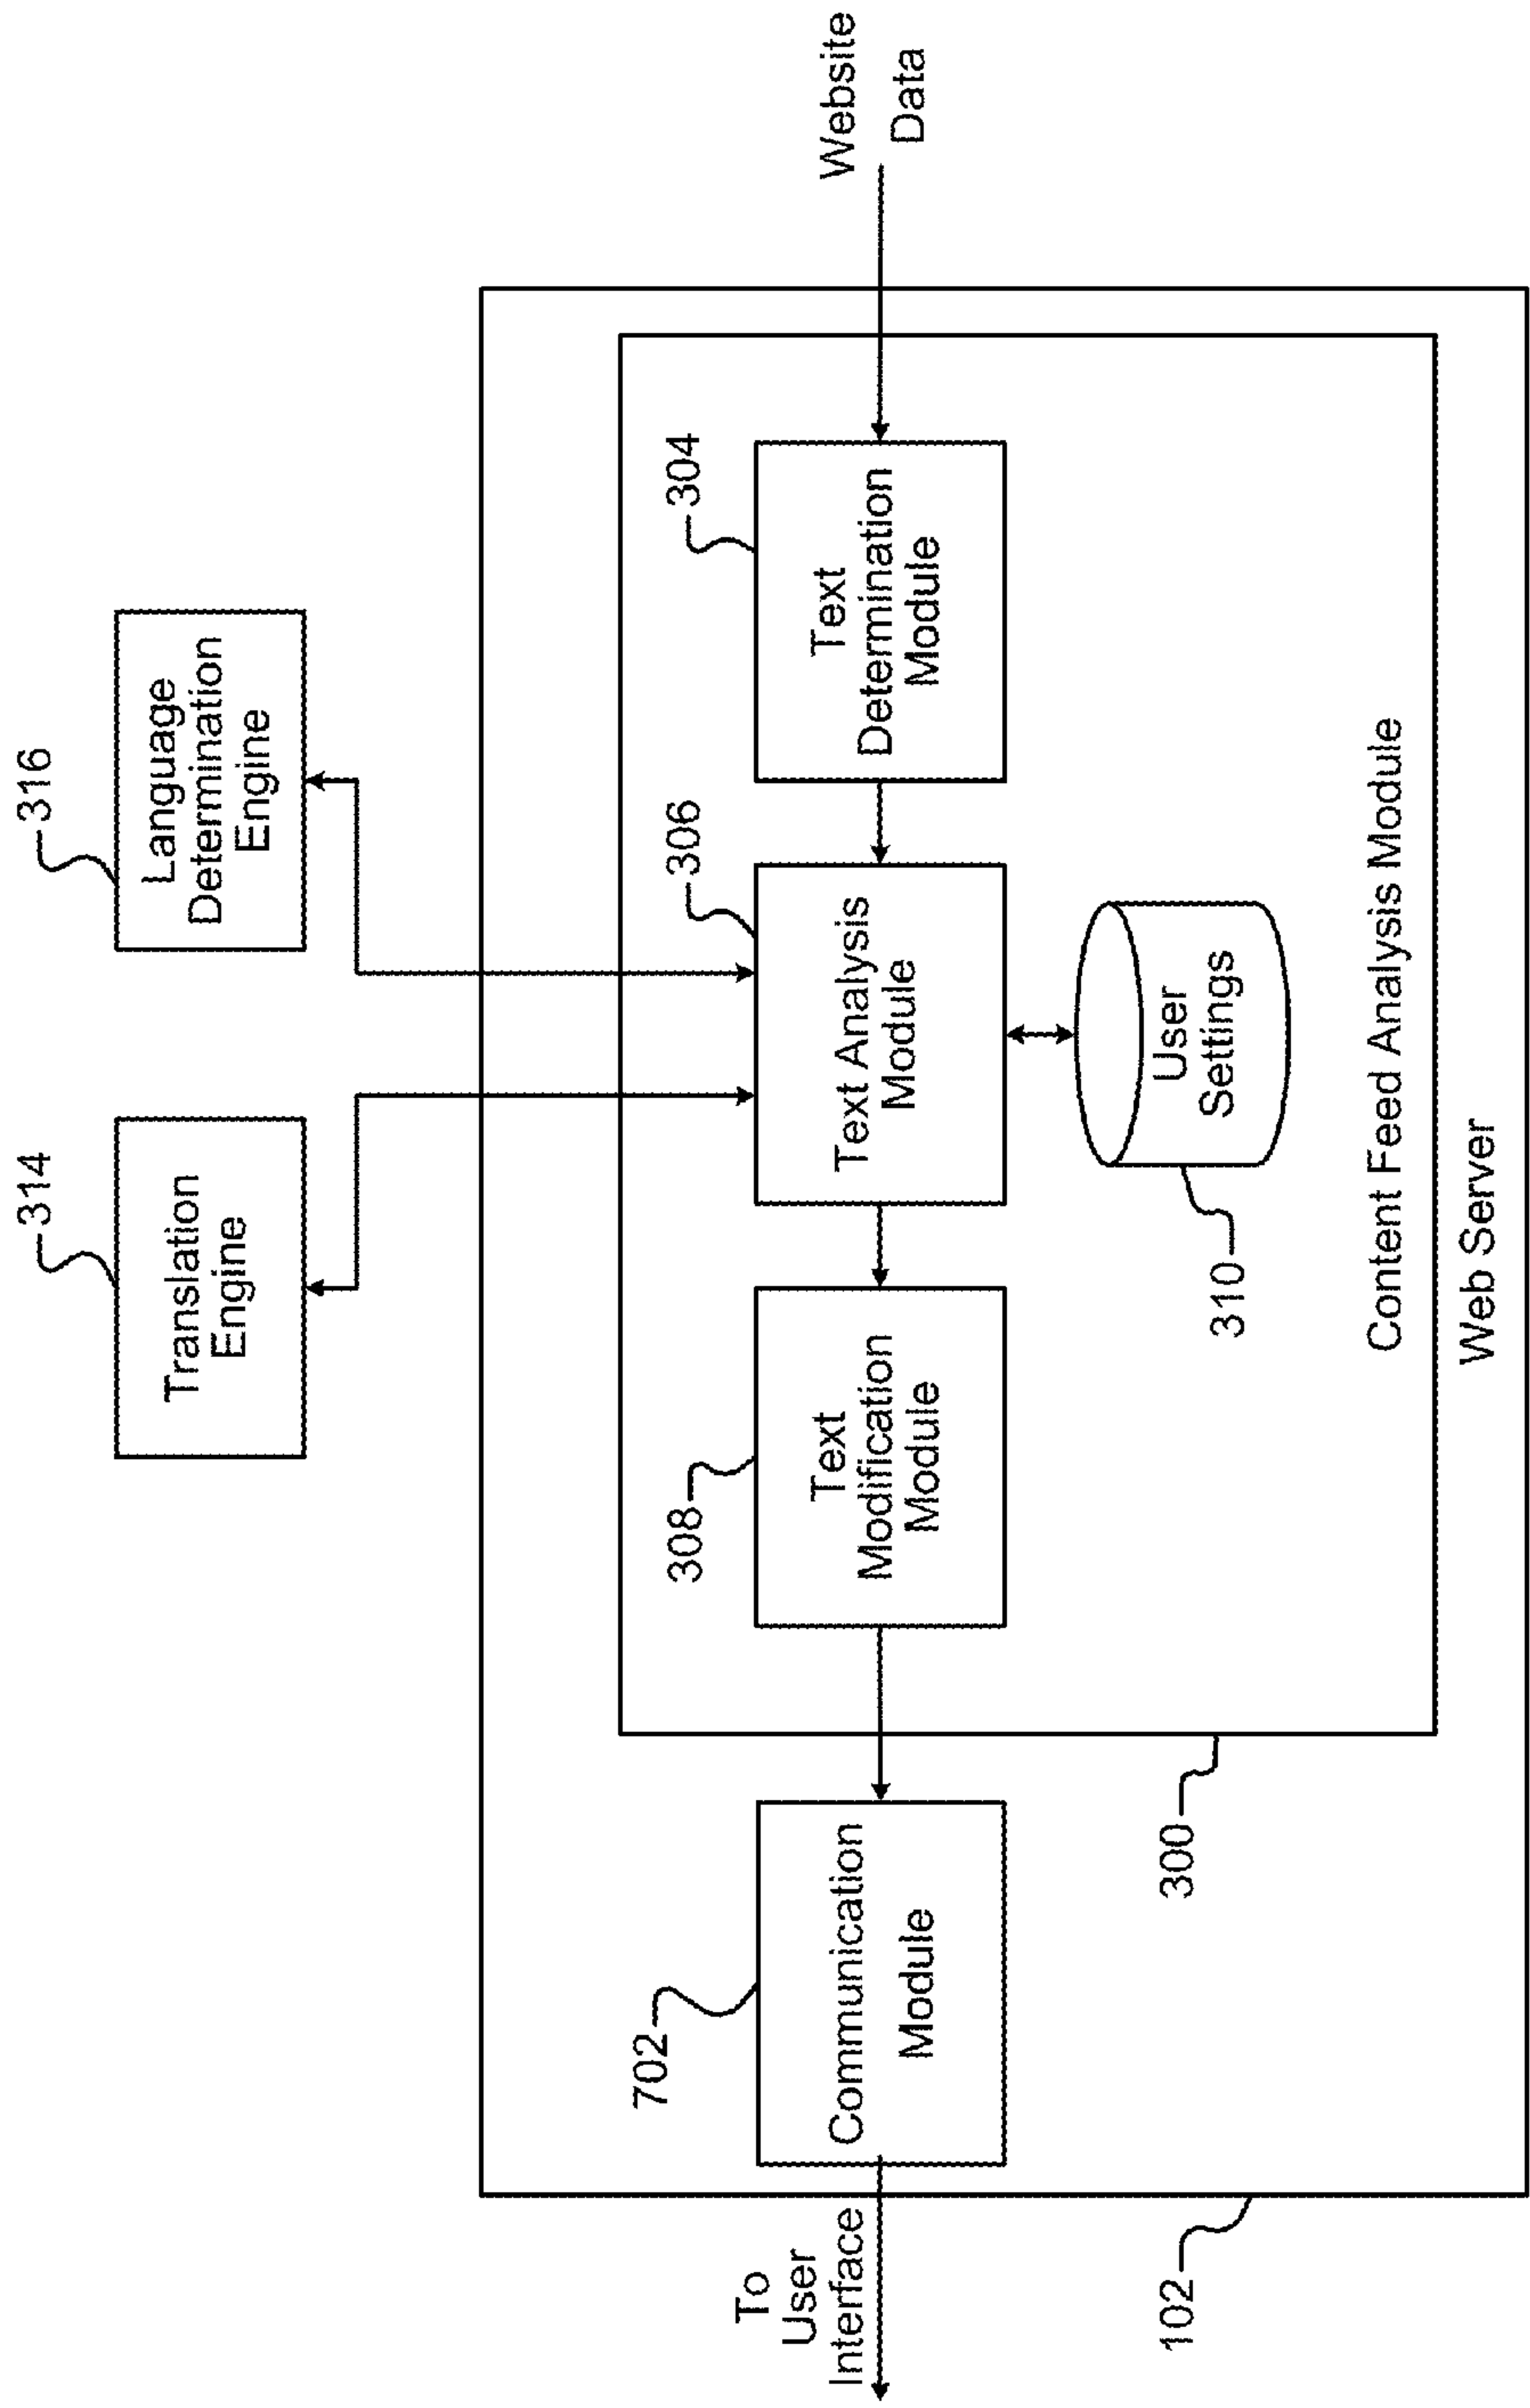 314
Translation
Engine
316
Language
Determination
Engine
To
User
Interface
702
Communication
Module
308
Text
Modification
Module
306
Text Analysis
Module
304
Text
Determination
Module
Website
Data
310
User
Settings
300
Content Feed Analysis Module
102
Web Server